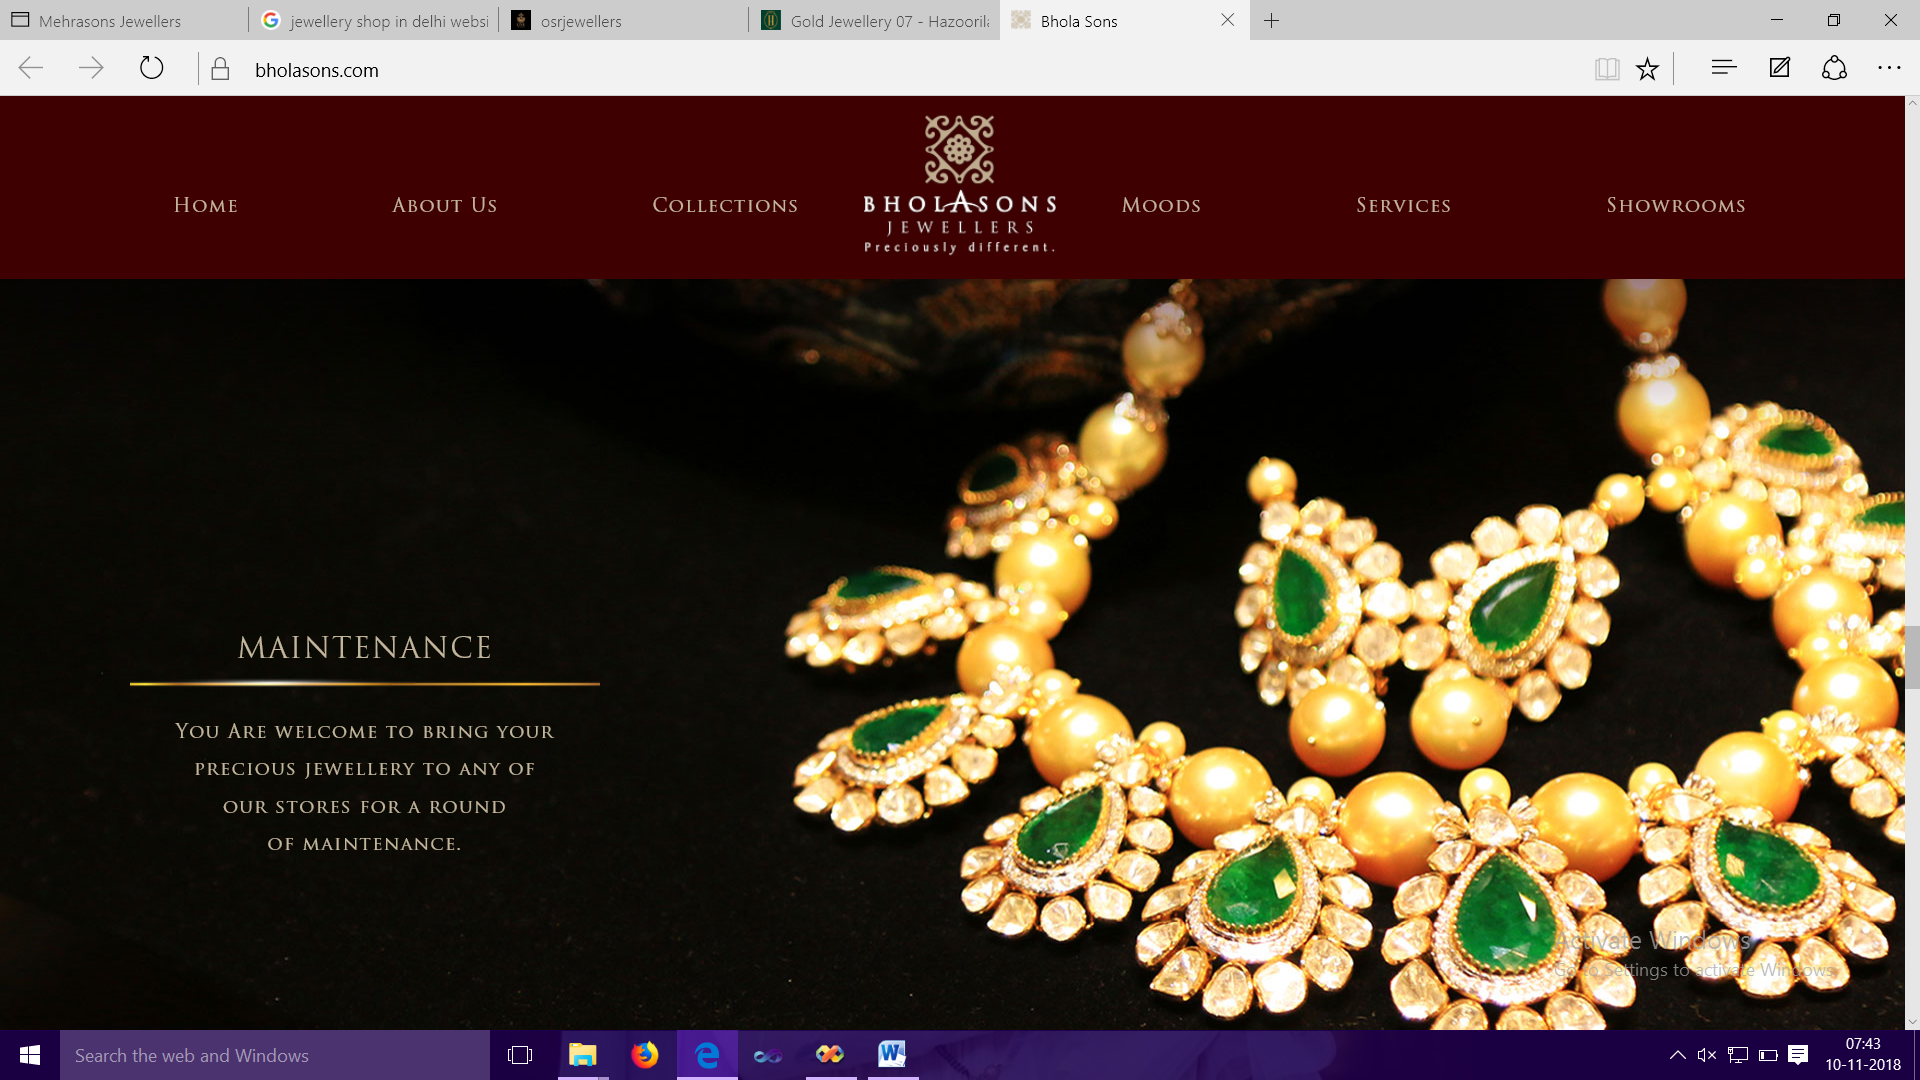 Mehrasons Jewellers
jewellery shop in delhi websi
osrjewellers
Gold Jewellery 07 - Hazooril
Bhola Sons
bholasons.com
Home
About Us
Collections
BHOLASONS
JEWELLERS
Preciously different.
Moods
Services
Showrooms
MAINTENANCE
You Are welcome to bring your
precious jewellery to any of
our stores for a round
of maintenance.
Activate Windows
Go to Settings to activate Windows.
Search the web and Windows
07:43
10-11-2018